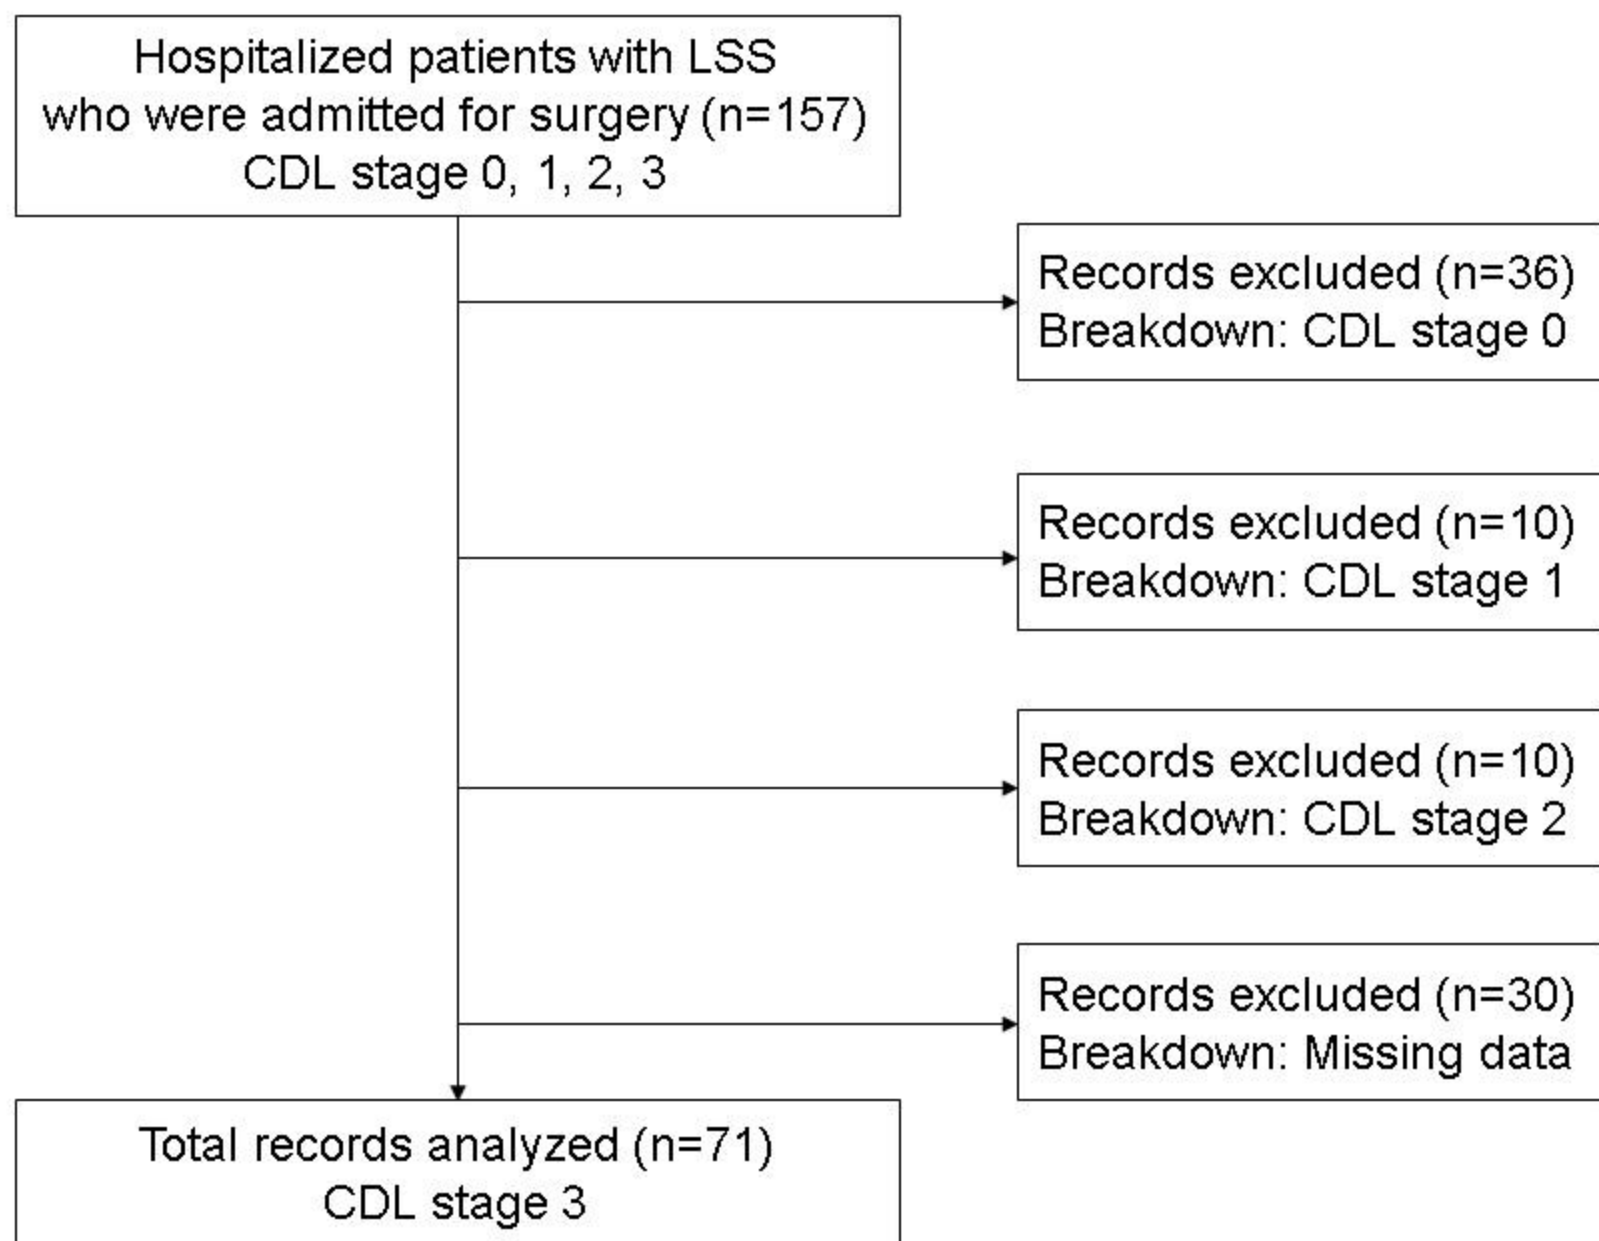 Hospitalized patients with LSS
who were admitted for surgery (n=157)
CDL stage 0, 1, 2, 3
Records excluded (n=36)
Breakdown: CDL stage 0
Records excluded (n=10)
Breakdown: CDL stage 1
Records excluded (n=10)
Breakdown: CDL stage 2
Records excluded (n=30)
Breakdown: Missing data
Total records analyzed (n=71)
CDL stage 3